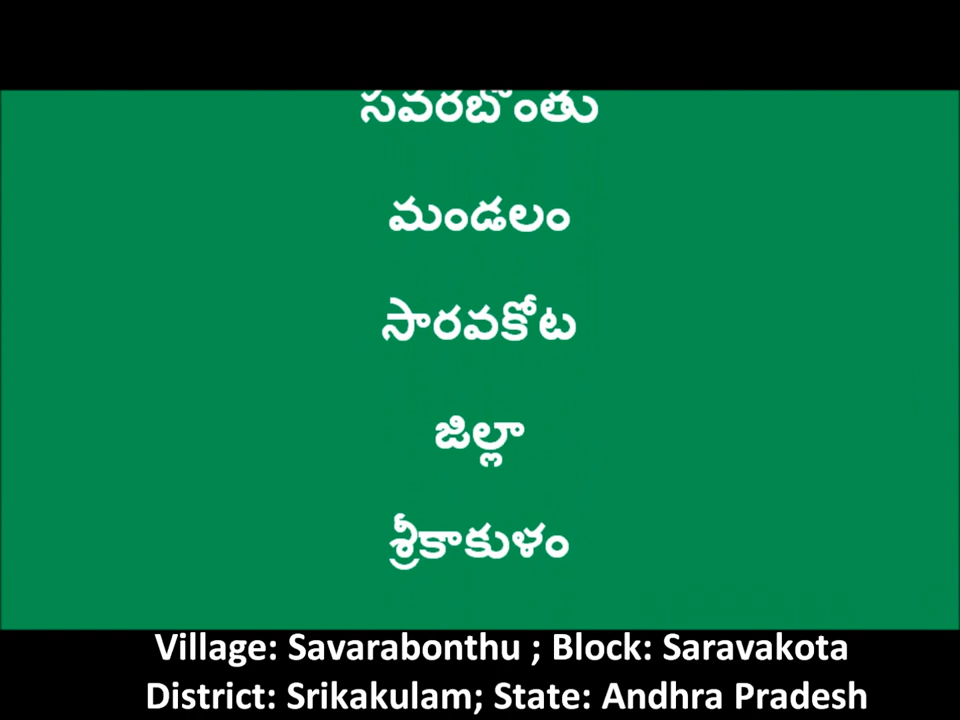 సవరబొంతు
మండలం
సారవకోట
జిల్లా
శ్రీకాకుళం
Village: Savarabonthu ; Block: Saravakota
District: Srikakulam; State: Andhra Pradesh